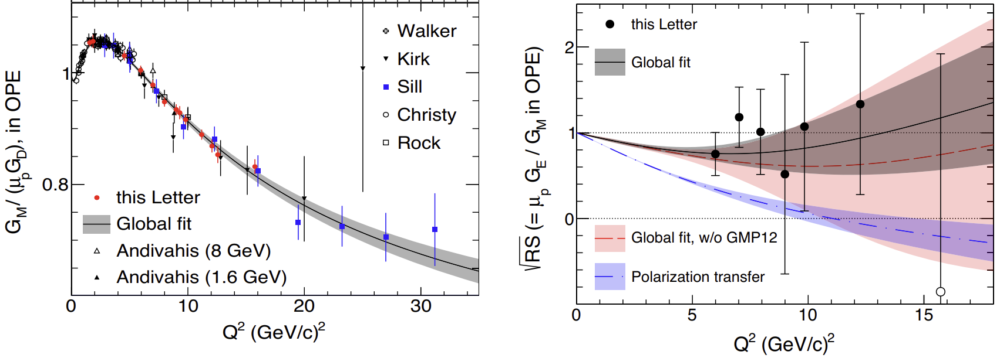 G_M / (μ_p G_D), in OPE
1
0.8
Walker
Kirk
Sill
Christy
Rock
this Letter
Global fit
Andivahis (8 GeV)
Andivahis (1.6 GeV)
0 10 20 30
Q² (GeV/c)²
√RS (= μ_p G_E / G_M in OPE)
2
1
0
this Letter
Global fit
Global fit, w/o GMP12
Polarization transfer
0 5 10 15
Q² (GeV/c)²